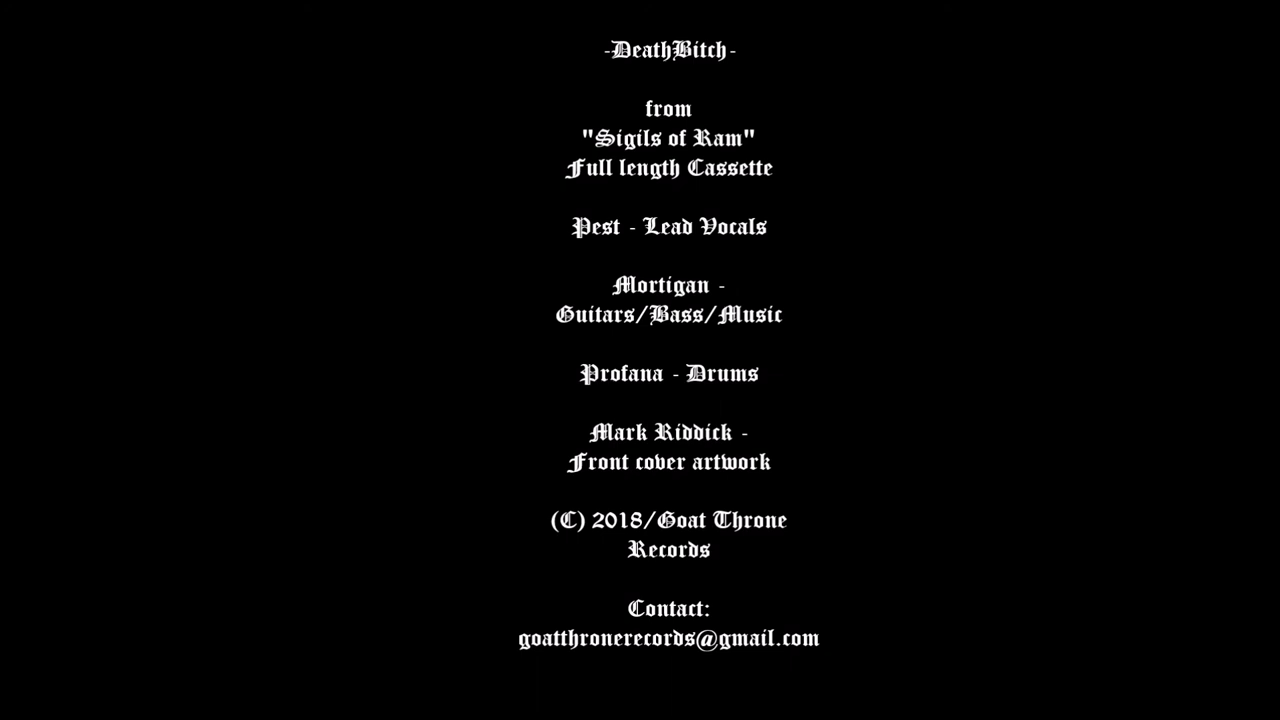 -DeathBitch-
from
"Sigils of Ram"
Full length Cassette
Pest - Lead Vocals
Mortigan -
Guitars/Bass/Music
Profana - Drums
Mark Riddick -
Front cover artwork
(C) 2018/Goat Throne
Records
Contact:
goatthronerecords@gmail.com